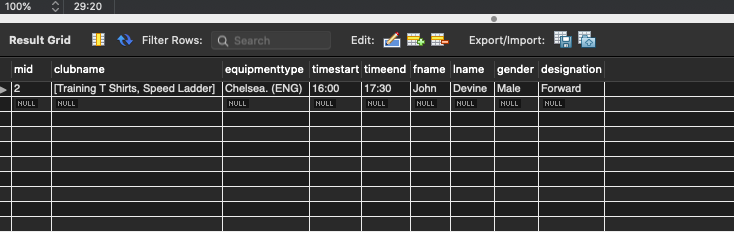 100% 29:20
Result Grid Filter Rows: Search Edit: Export/Import:
mid clubname equipmenttype timestart timeend fname lname gender designation
2 [Training T Shirts, Speed Ladder] Chelsea. (ENG) 16:00 17:30 John Devine Male Forward
NULL NULL NULL NULL NULL NULL NULL NULL NULL